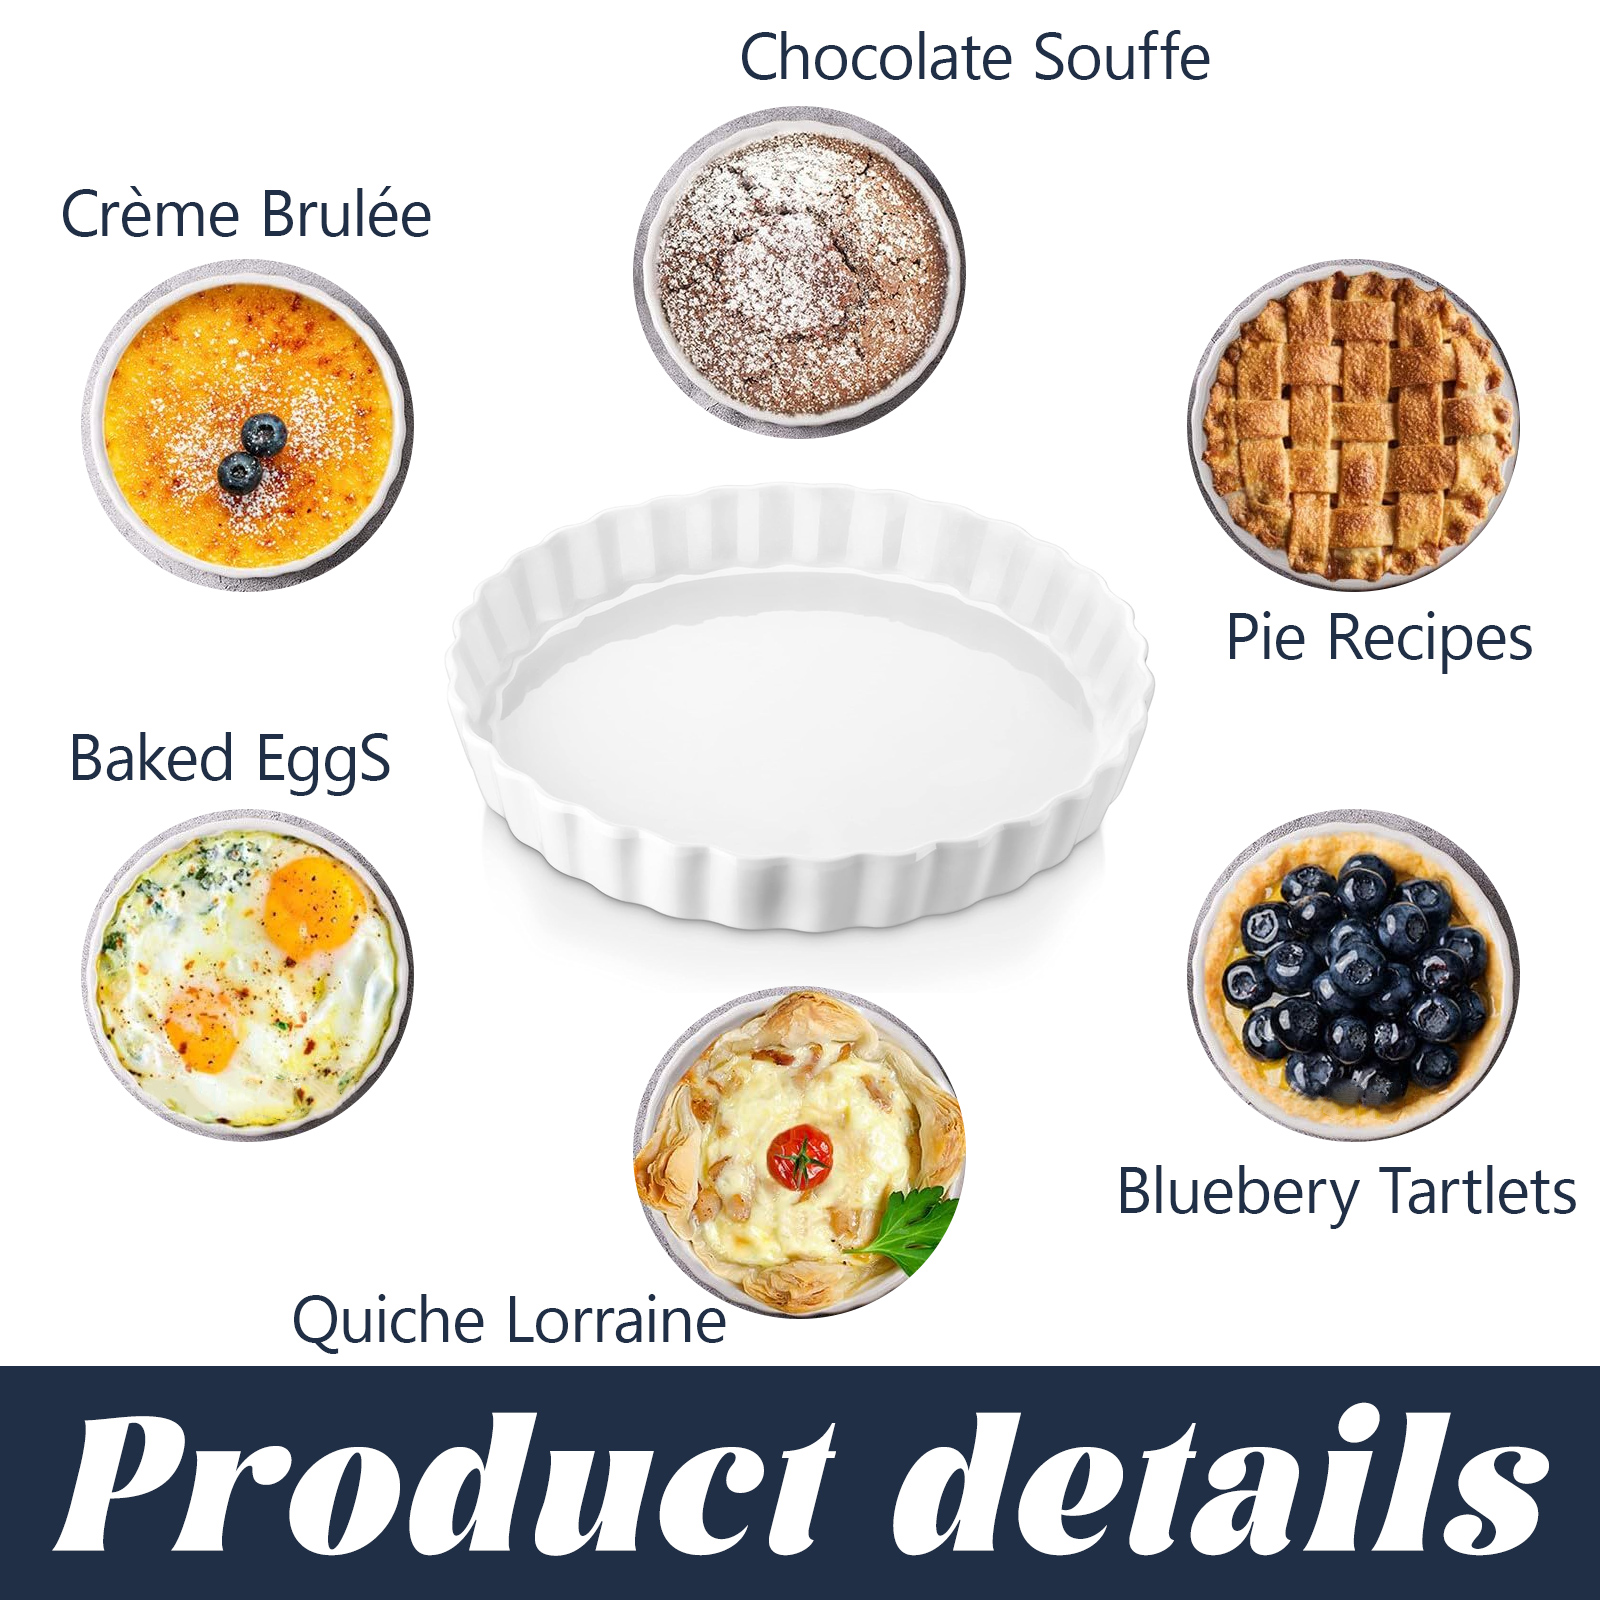 Chocolate Souffe
Crème Brulée
Pie Recipes
Baked EggS
Bluebery Tartlets
Quiche Lorraine
Product details